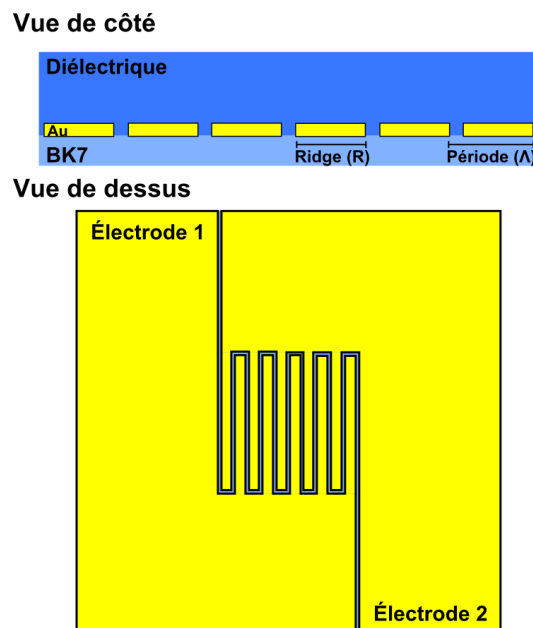 Vue de côté
Diélectrique
Au
BK7
Ridge (R)
Période (Λ)
Vue de dessus
Électrode 1
Électrode 2